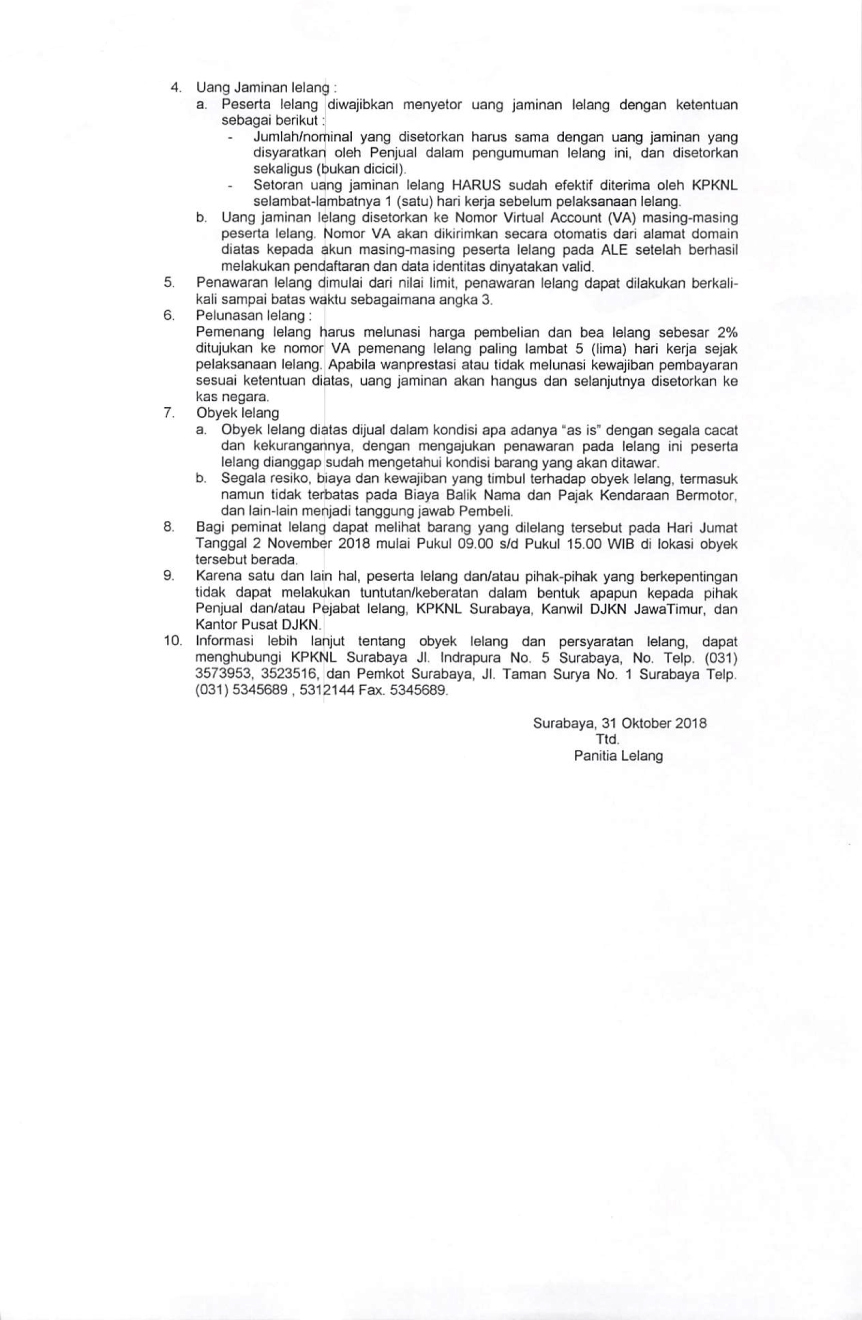 4. Uang Jaminan lelang :
a. Peserta lelang diwajibkan menyetor uang jaminan lelang dengan ketentuan
sebagai berikut :
- Jumlah/nominal yang disetorkan harus sama dengan uang jaminan yang
disyaratkan oleh Penjual dalam pengumuman lelang ini, dan disetorkan
sekaligus (bukan dicicil).
- Setoran uang jaminan lelang HARUS sudah efektif diterima oleh KPKNL
selambat-lambatnya 1 (satu) hari kerja sebelum pelaksanaan lelang.
b. Uang jaminan lelang disetorkan ke Nomor Virtual Account (VA) masing-masing
peserta lelang. Nomor VA akan dikirimkan secara otomatis dari alamat domain
diatas kepada akun masing-masing peserta lelang pada ALE setelah berhasil
melakukan pendaftaran dan data identitas dinyatakan valid.
5. Penawaran lelang dimulai dari nilai limit, penawaran lelang dapat dilakukan berkali-
kali sampai batas waktu sebagaimana angka 3.
6. Pelunasan lelang :
Pemenang lelang harus melunasi harga pembelian dan bea lelang sebesar 2%
ditujukan ke nomor VA pemenang lelang paling lambat 5 (lima) hari kerja sejak
pelaksanaan lelang. Apabila wanprestasi atau tidak melunasi kewajiban pembayaran
sesuai ketentuan diatas, uang jaminan akan hangus dan selanjutnya disetorkan ke
kas negara.
7. Obyek lelang
a. Obyek lelang diatas dijual dalam kondisi apa adanya “as is” dengan segala cacat
dan kekurangannya, dengan mengajukan penawaran pada lelang ini peserta
lelang dianggap sudah mengetahui kondisi barang yang akan ditawar.
b. Segala resiko, biaya dan kewajiban yang timbul terhadap obyek lelang, termasuk
namun tidak terbatas pada Biaya Balik Nama dan Pajak Kendaraan Bermotor,
dan lain-lain menjadi tanggung jawab Pembeli.
8. Bagi peminat lelang dapat melihat barang yang dilelang tersebut pada Hari Jumat
Tanggal 2 November 2018 mulai Pukul 09.00 s/d Pukul 15.00 WIB di lokasi obyek
tersebut berada.
9. Karena satu dan lain hal, peserta lelang dan/atau pihak-pihak yang berkepentingan
tidak dapat melakukan tuntutan/keberatan dalam bentuk apapun kepada pihak
Penjual dan/atau Pejabat lelang, KPKNL Surabaya, Kanwil DJKN JawaTimur, dan
Kantor Pusat DJKN.
10. Informasi lebih lanjut tentang obyek lelang dan persyaratan lelang, dapat
menghubungi KPKNL Surabaya Jl. Indrapura No. 5 Surabaya, No. Telp. (031)
3573953, 3523516, dan Pemkot Surabaya, Jl. Taman Surya No. 1 Surabaya Telp.
(031) 5345689 , 5312144 Fax. 5345689.
Surabaya, 31 Oktober 2018
Ttd.
Panitia Lelang